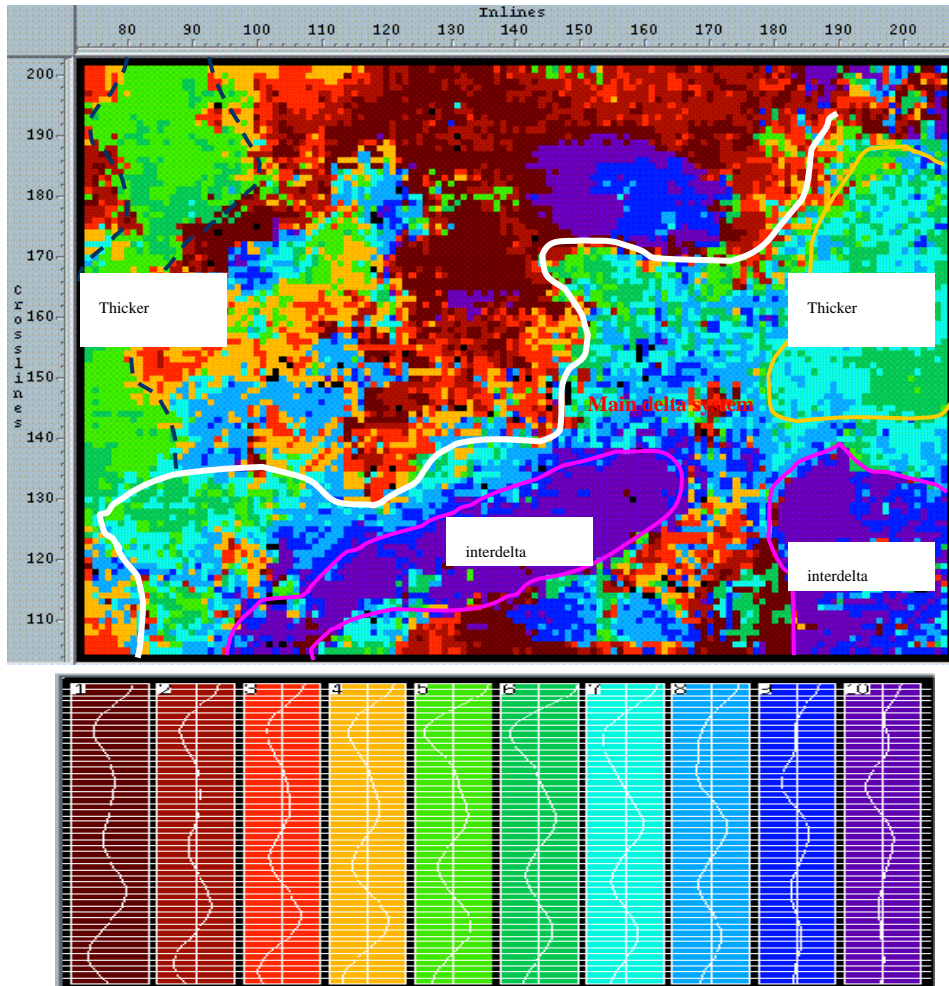 Inlines
80 90 100 110 120 130 140 150 160 170 180 190 200
Crosslines
200
190
180
170
160
150
140
130
120
110
Thicker
Thicker
Main delta system
interdelta
interdelta
1 2 3 4 5 6 7 8 9 10